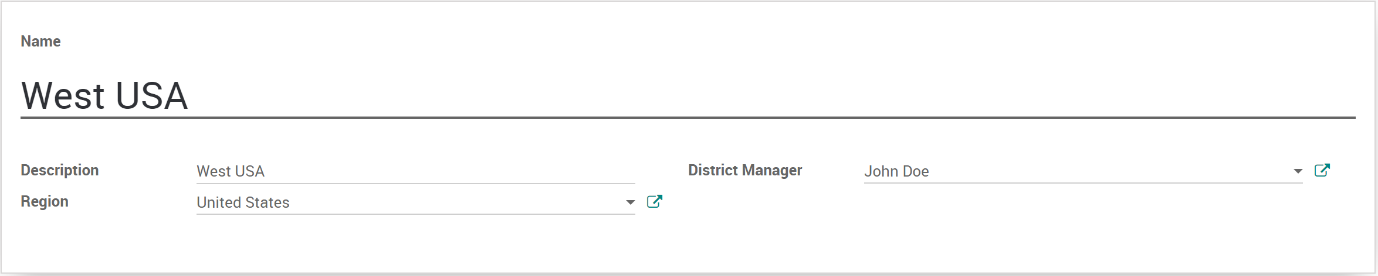 Name
West USA
Description West USA District Manager John Doe
Region United States